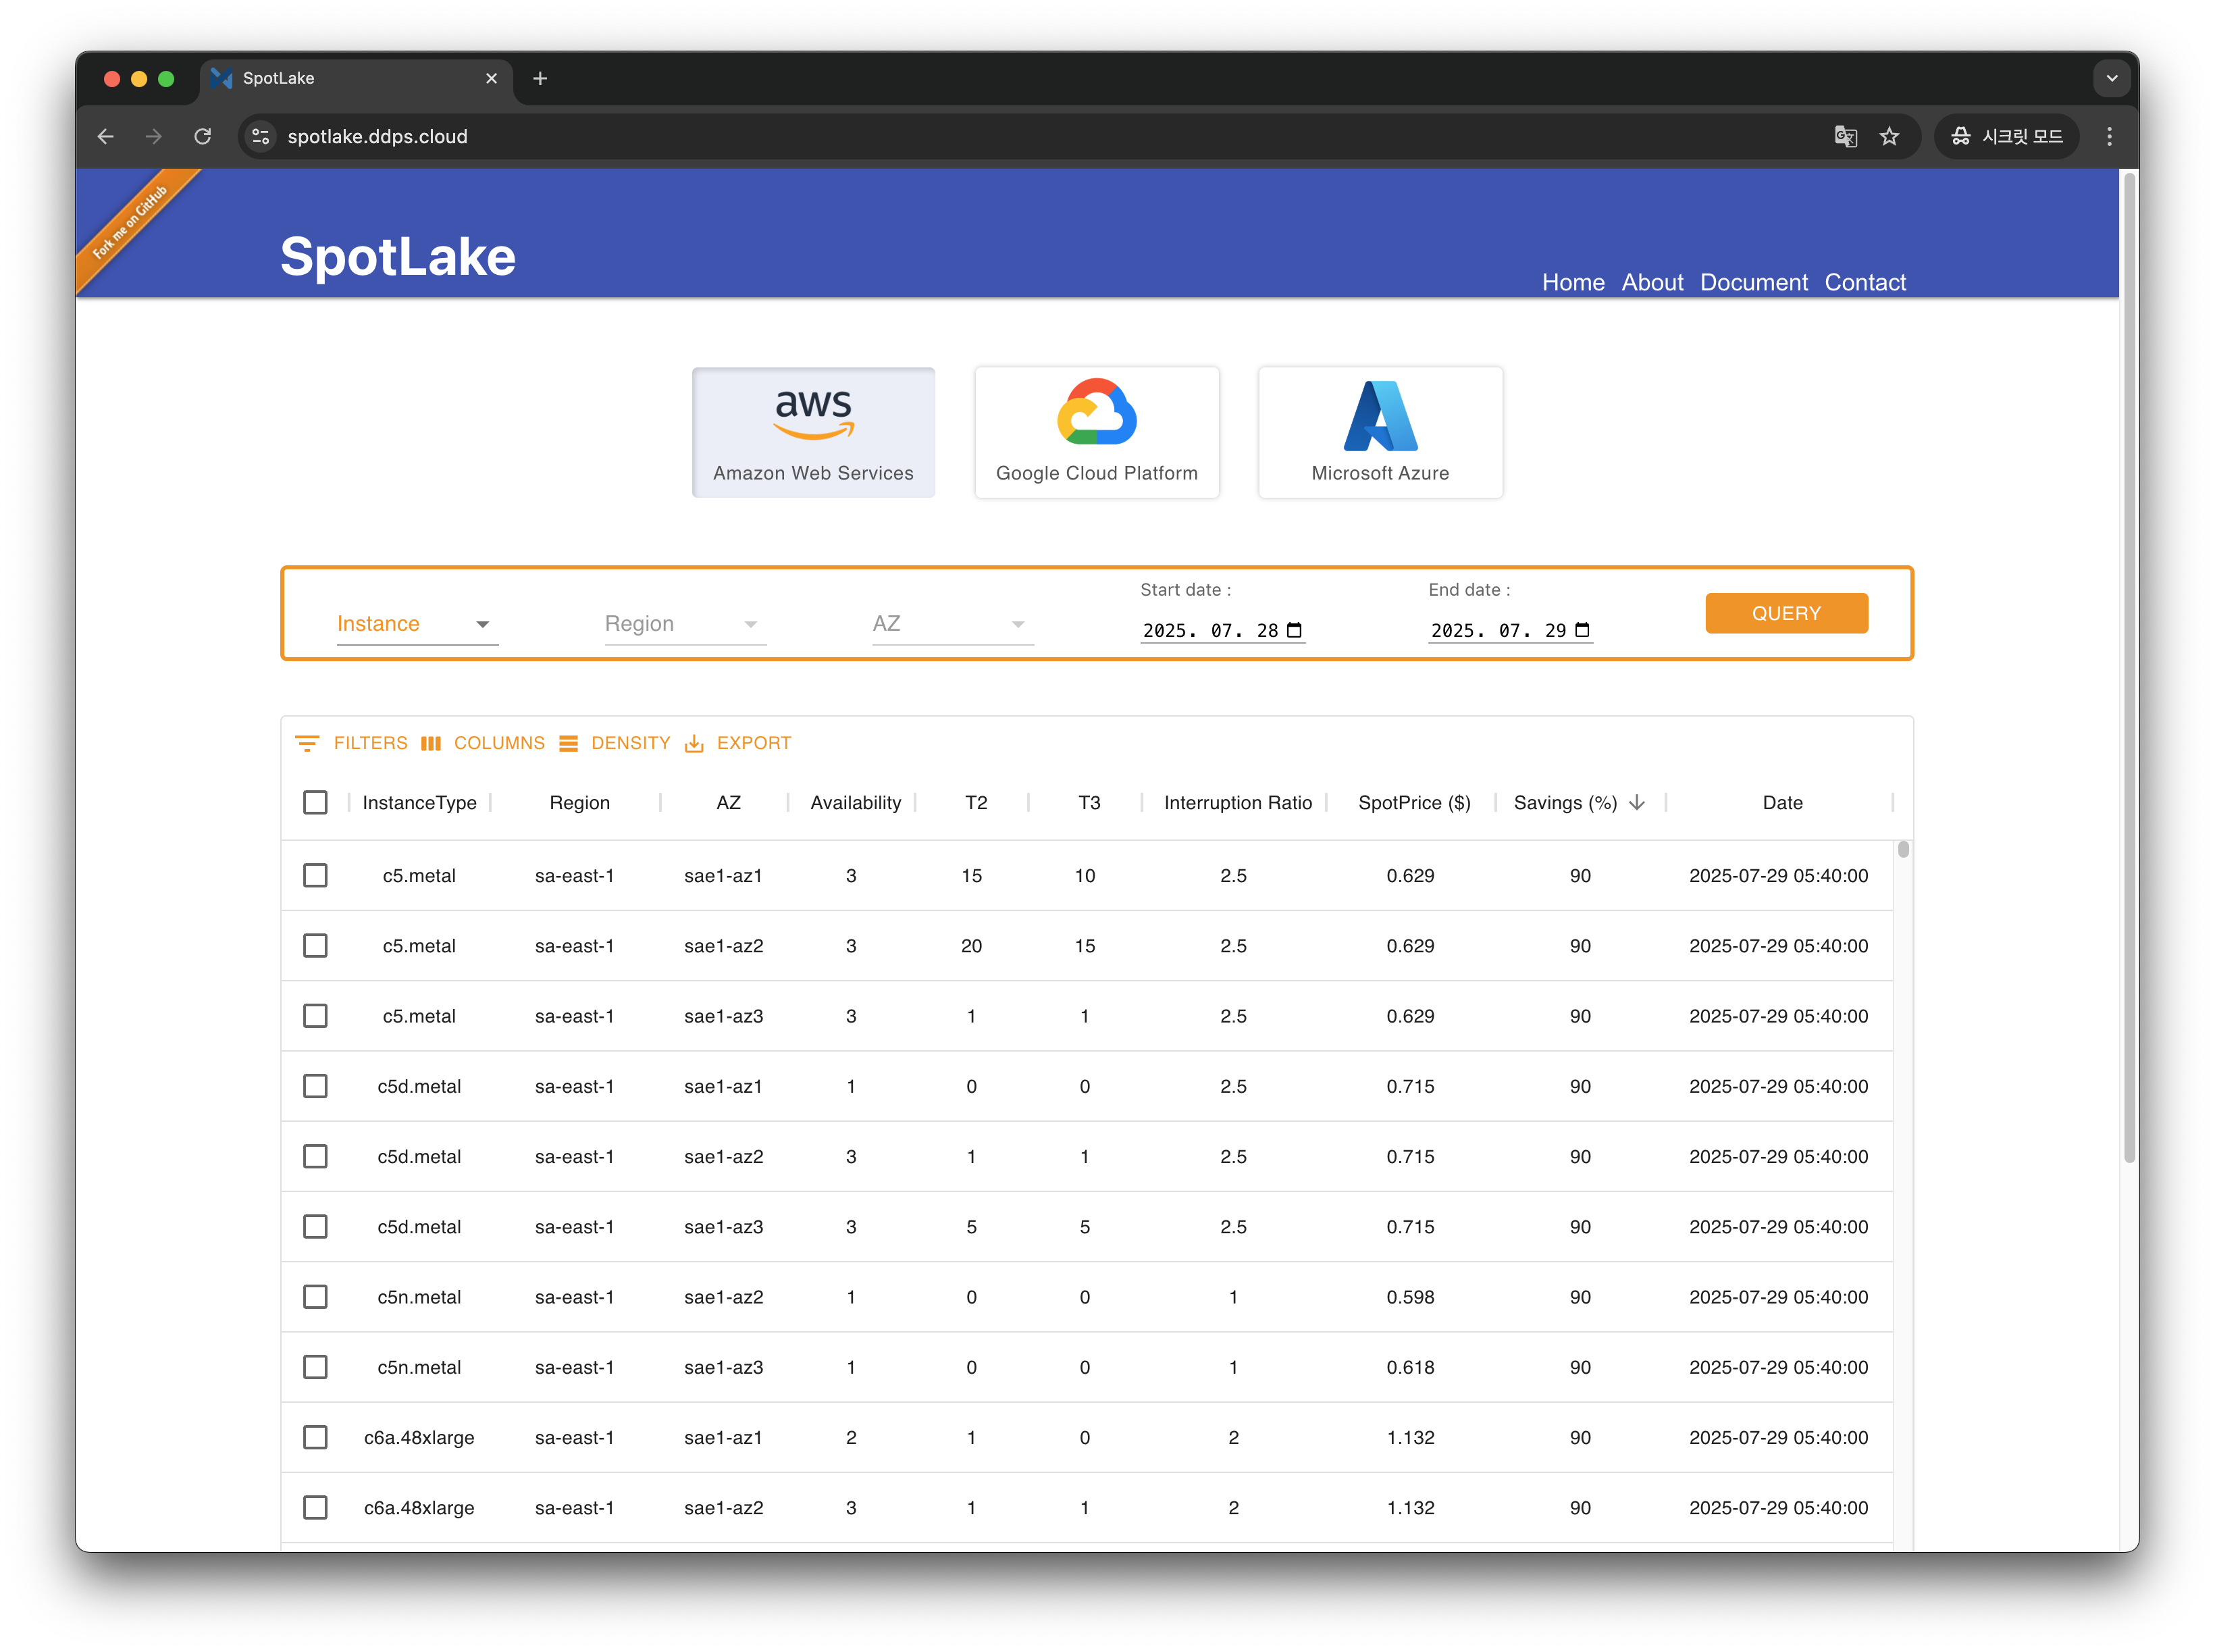 SpotLake
spotlake.ddps.cloud
시크릿 모드
Fork me on GitHub
SpotLake
Home About Document Contact
aws
Amazon Web Services
Google Cloud Platform
Microsoft Azure
Start date :
End date :
Instance
Region
AZ
2025. 07. 28
2025. 07. 29
QUERY
FILTERS COLUMNS DENSITY EXPORT
InstanceType Region AZ Availability T2 T3 Interruption Ratio SpotPrice ($) Savings (%) Date
c5.metal sa-east-1 sae1-az1 3 15 10 2.5 0.629 90 2025-07-29 05:40:00
c5.metal sa-east-1 sae1-az2 3 20 15 2.5 0.629 90 2025-07-29 05:40:00
c5.metal sa-east-1 sae1-az3 3 1 1 2.5 0.629 90 2025-07-29 05:40:00
c5d.metal sa-east-1 sae1-az1 1 0 0 2.5 0.715 90 2025-07-29 05:40:00
c5d.metal sa-east-1 sae1-az2 3 1 1 2.5 0.715 90 2025-07-29 05:40:00
c5d.metal sa-east-1 sae1-az3 3 5 5 2.5 0.715 90 2025-07-29 05:40:00
c5n.metal sa-east-1 sae1-az2 1 0 0 1 0.598 90 2025-07-29 05:40:00
c5n.metal sa-east-1 sae1-az3 1 0 0 1 0.618 90 2025-07-29 05:40:00
c6a.48xlarge sa-east-1 sae1-az1 2 1 0 2 1.132 90 2025-07-29 05:40:00
c6a.48xlarge sa-east-1 sae1-az2 3 1 1 2 1.132 90 2025-07-29 05:40:00